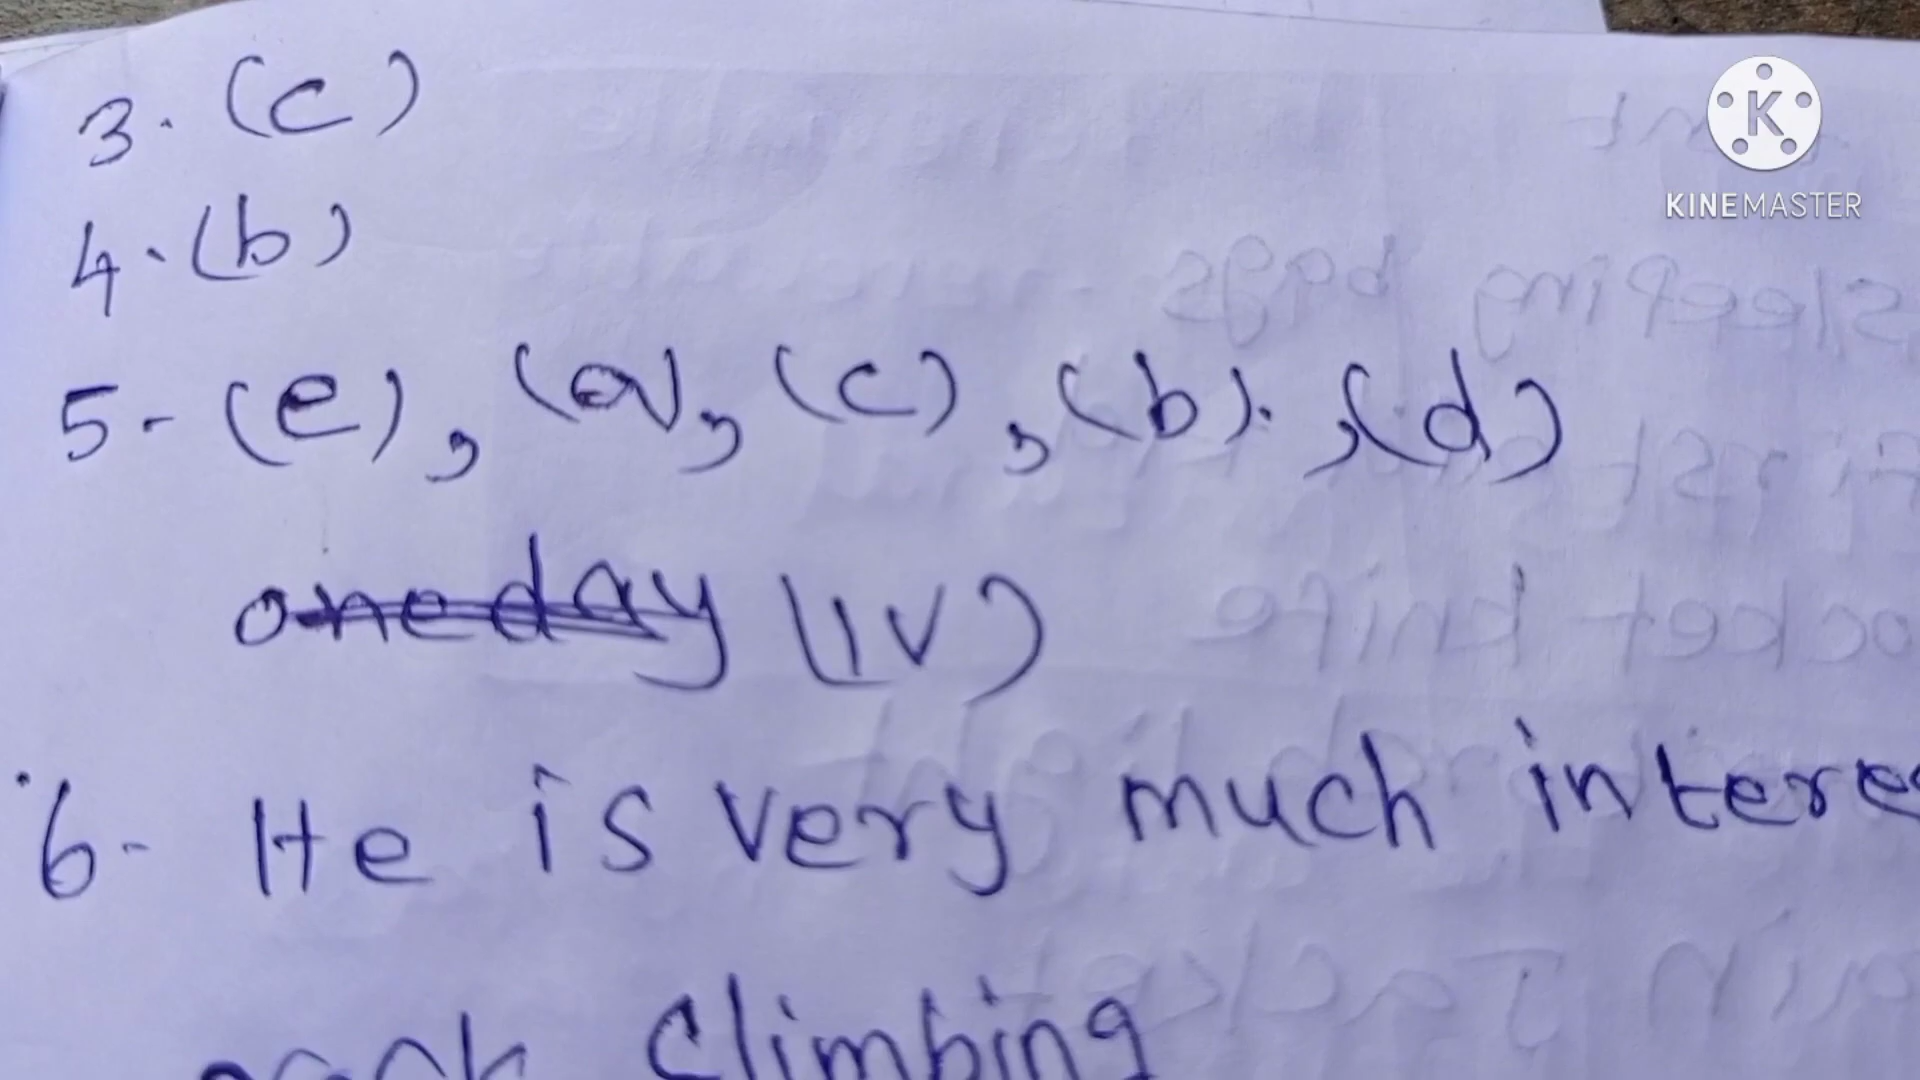 3. (c)
4. (b)
5- (e), (a), (c), (b)., (d)
oneday (IV)
6- He is very much intere
Climbing
KINEMASTER